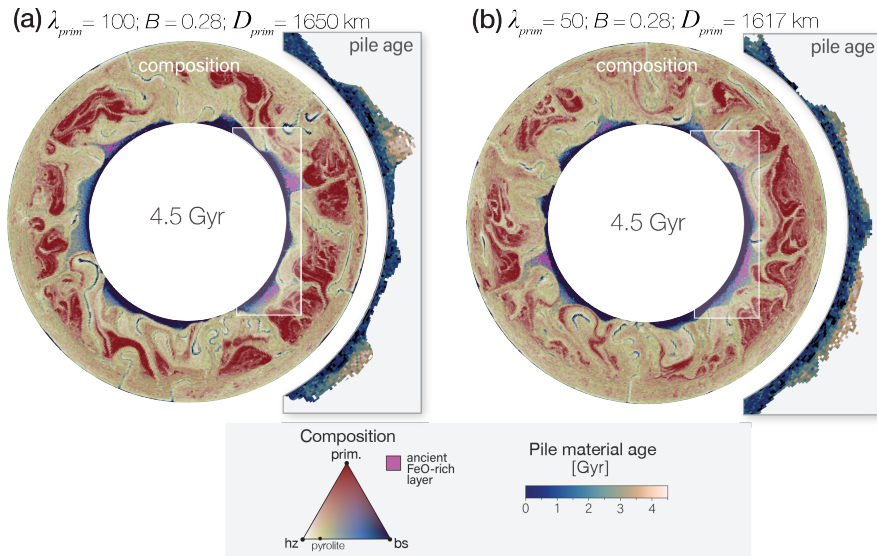 (a) λprim = 100; B = 0.28; Dprim = 1650 km
pile age
composition
4.5 Gyr
(b) λprim = 50; B = 0.28; Dprim = 1617 km
pile age
composition
4.5 Gyr
Composition
prim.
hz
pyrolite
bs
ancient
FeO-rich
layer
Pile material age
[Gyr]
0 1 2 3 4